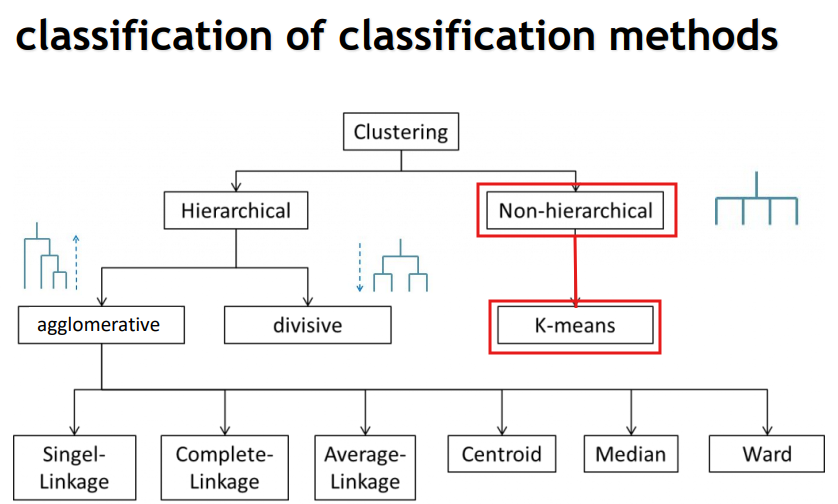 classification of classification methods
Clustering
Hierarchical
Non-hierarchical
agglomerative
divisive
K-means
Singel-
Linkage
Complete-
Linkage
Average-
Linkage
Centroid
Median
Ward